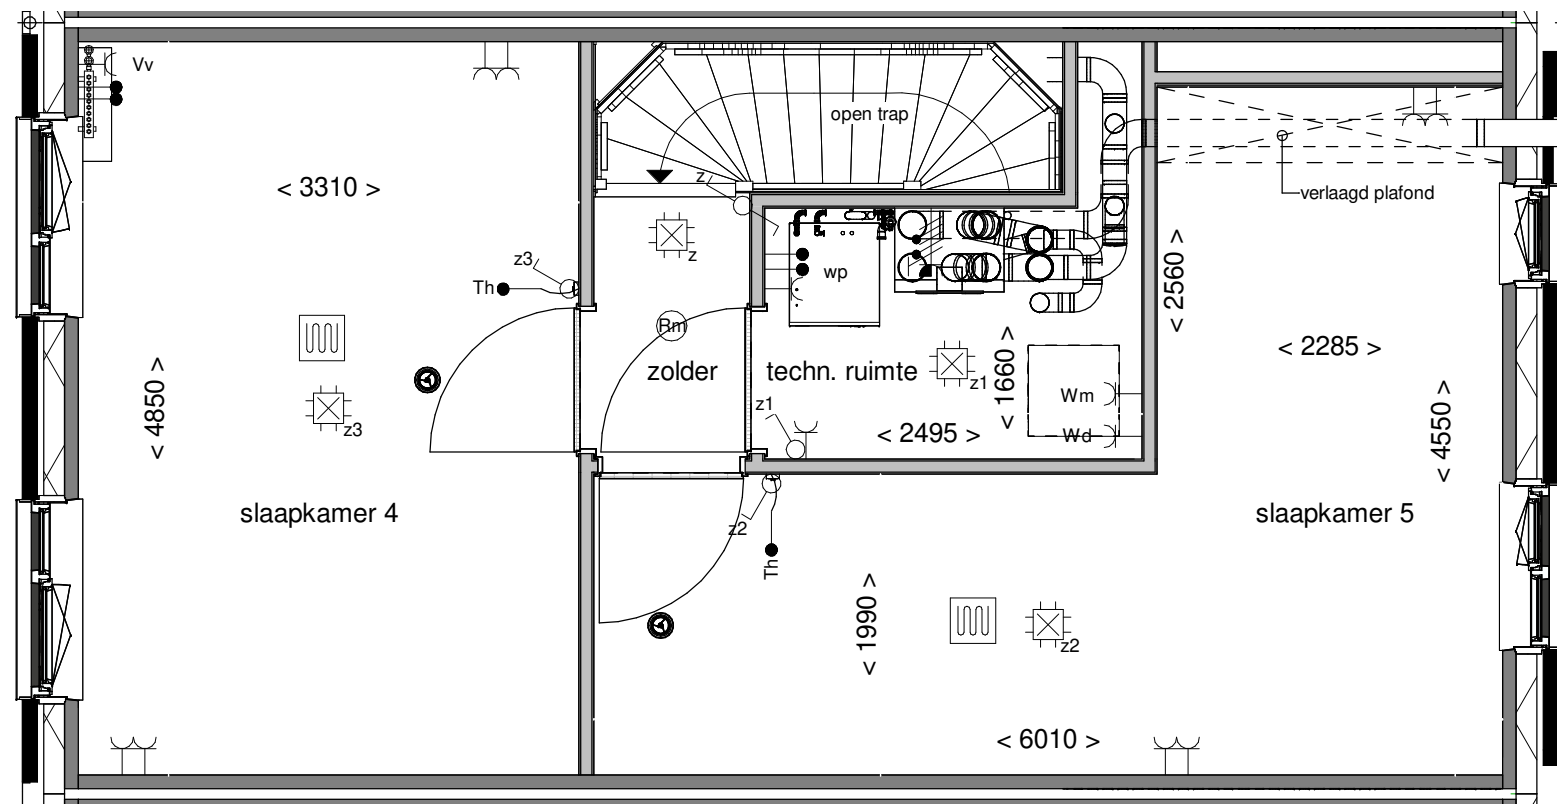 Vv
open trap
< 3310 >
z
verlaagd plafond
z
z3
Th
wp
< 2560 >
Rm
< 2285 >
zolder
techn. ruimte
z1
< 1660 >
< 4850 >
Wm
z1
z3
< 2495 >
Wd
< 4550 >
slaapkamer 4
slaapkamer 5
z2
Th
< 1990 >
z2
< 6010 >